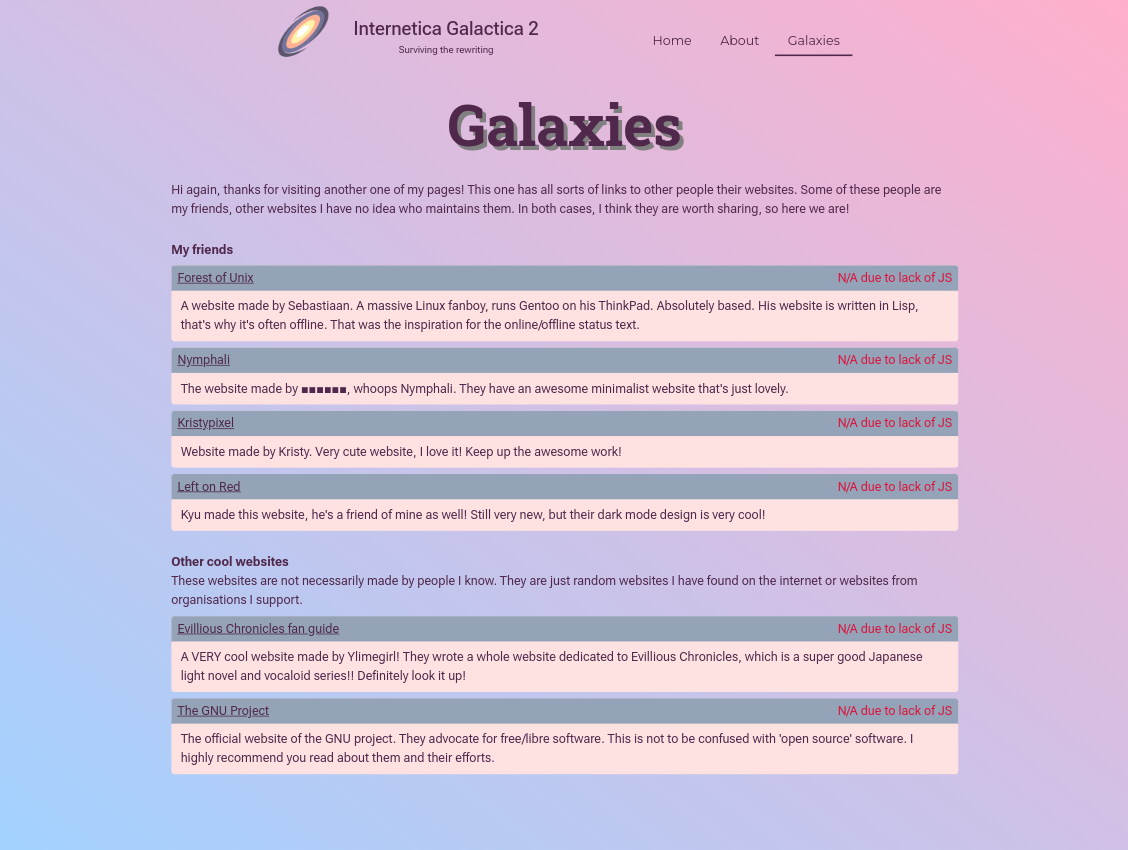 Internetica Galactica 2
Surviving the rewriting
Home About Galaxies
Galaxies
Hi again, thanks for visiting another one of my pages! This one has all sorts of links to other people their websites. Some of these people are
my friends, other websites I have no idea who maintains them. In both cases, I think they are worth sharing, so here we are!
My friends
Forest of Unix N/A due to lack of JS
A website made by Sebastiaan. A massive Linux fanboy, runs Gentoo on his ThinkPad. Absolutely based. His website is written in Lisp,
that's why it's often offline. That was the inspiration for the online/offline status text.
Nymphali N/A due to lack of JS
The website made by ■■■■■■, whoops Nymphali. They have an awesome minimalist website that's just lovely.
Kristypixel N/A due to lack of JS
Website made by Kristy. Very cute website, I love it! Keep up the awesome work!
Left on Red N/A due to lack of JS
Kyu made this website, he's a friend of mine as well! Still very new, but their dark mode design is very cool!
Other cool websites
These websites are not necessarily made by people I know. They are just random websites I have found on the internet or websites from
organisations I support.
Evillious Chronicles fan guide N/A due to lack of JS
A VERY cool website made by Ylimegirl! They wrote a whole website dedicated to Evillious Chronicles, which is a super good Japanese
light novel and vocaloid series!! Definitely look it up!
The GNU Project N/A due to lack of JS
The official website of the GNU project. They advocate for free/libre software. This is not to be confused with 'open source' software. I
highly recommend you read about them and their efforts.